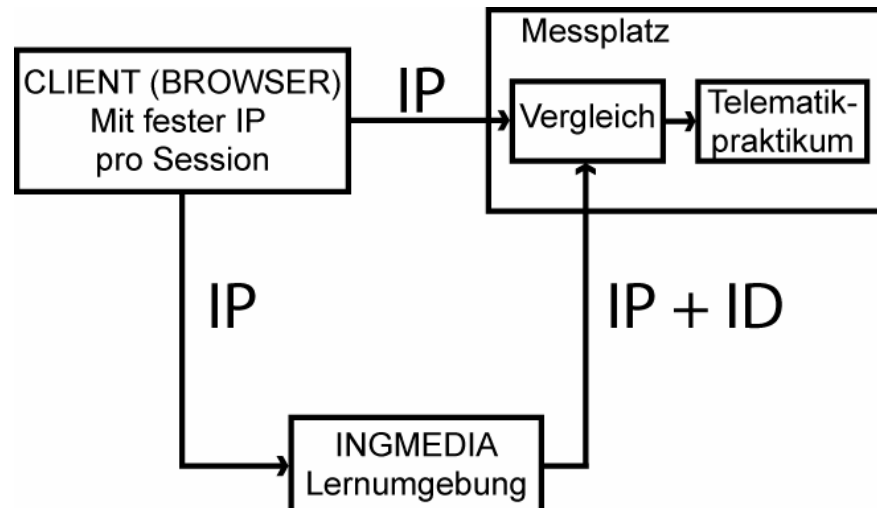 CLIENT (BROWSER)
Mit fester IP
pro Session
IP
Messplatz
Vergleich
Telematik-
praktikum
IP
IP + ID
INGMEDIA
Lernumgebung